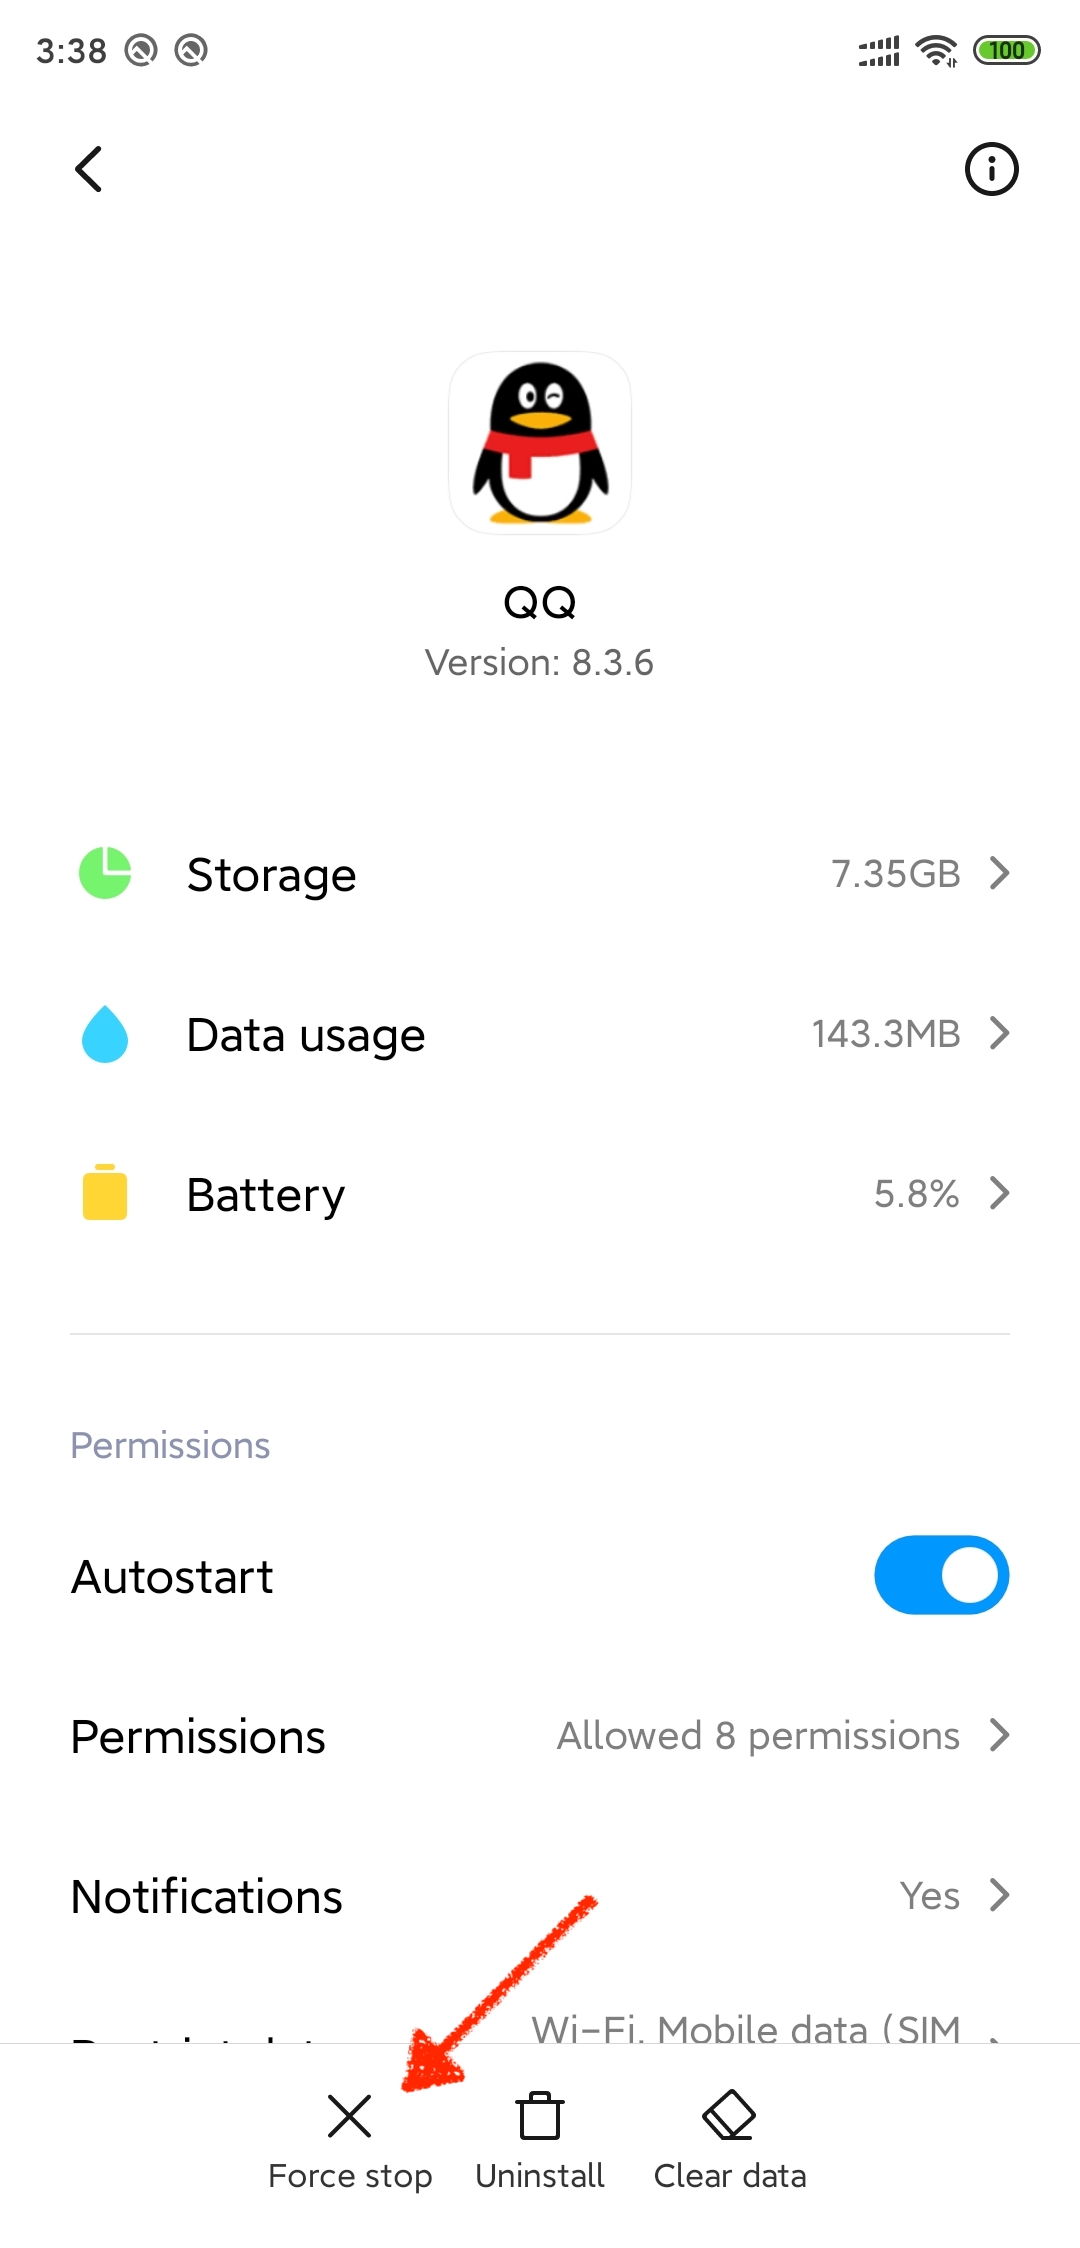 3:38
100
QQ
Version: 8.3.6
Storage 7.35GB
Data usage 143.3MB
Battery 5.8%
Permissions
Autostart
Permissions Allowed 8 permissions
Notifications Yes
Wi-Fi, Mobile data (SIM
Force stop Uninstall Clear data